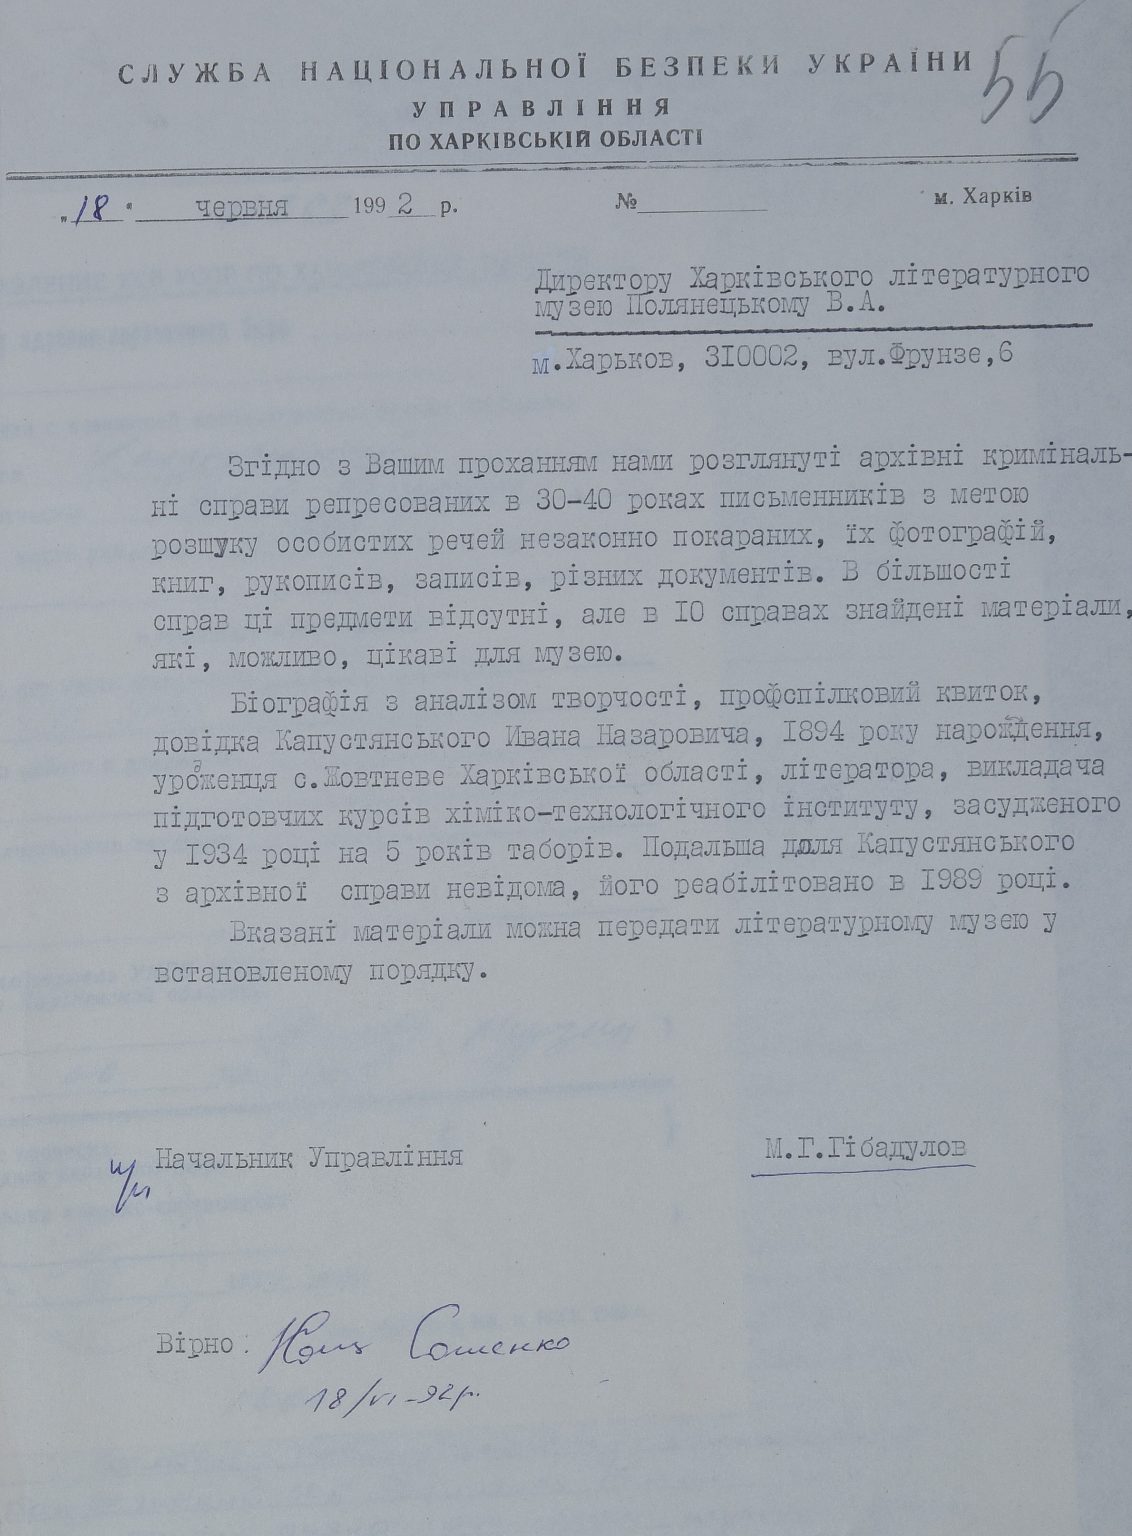 55
СЛУЖБА НАЦІОНАЛЬНОЇ БЕЗПЕКИ УКРАЇНИ
УПРАВЛІННЯ
ПО ХАРКІВСЬКІЙ ОБЛАСТІ
„18" червня 1992 р. № м. Харків
Директору Харківського літературного
музею Полянецькому В.А.
м.Харьков, 310002, вул.Фрунзе,6
Згідно з Вашим проханням нами розглянуті архівні криміналь-
ні справи репресованих в 30-40 роках письменників з метою
розшуку особистих речей незаконно покараних, їх фотографій,
книг, рукописів, записів, різних документів. В більшості
справ ці предмети відсутні, але в 10 справах знайдені матеріали,
які, можливо, цікаві для музею.
Біографія з аналізом творчості, профспілковий квиток,
довідка Капустянського Ивана Назаровича, 1894 року народження,
уродженця с.Жовтневе Харківської області, літератора, викладача
підготовчих курсів хіміко-технологічного інституту, засудженого
у 1934 році на 5 років таборів. Подальша доля Капустянського
з архівної справи невідома, його реабілітовано в 1989 році.
Вказані матеріали можна передати літературному музею у
встановленому порядку.
Начальник Управління М.Г.Гібадулов
Вірно:
18/VI-92р.